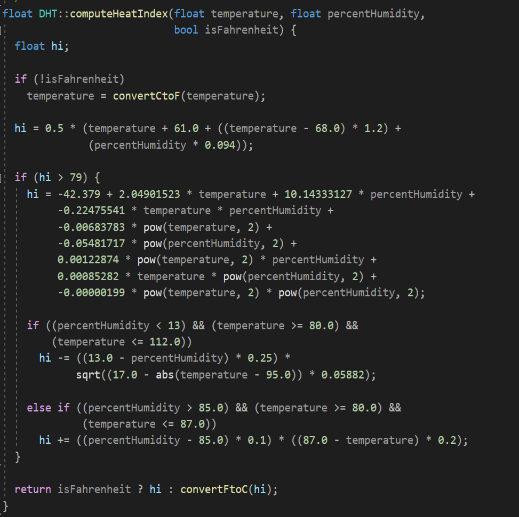 float DHT::computeHeatIndex(float temperature, float percentHumidity,
                            bool isFahrenheit) {
  float hi;

  if (!isFahrenheit)
    temperature = convertCtoF(temperature);

  hi = 0.5 * (temperature + 61.0 + ((temperature - 68.0) * 1.2) +
              (percentHumidity * 0.094));

  if (hi > 79) {
    hi = -42.379 + 2.04901523 * temperature + 10.14333127 * percentHumidity +
         -0.22475541 * temperature * percentHumidity +
         -0.00683783 * pow(temperature, 2) +
         -0.05481717 * pow(percentHumidity, 2) +
         0.00122874 * pow(temperature, 2) * percentHumidity +
         0.00085282 * temperature * pow(percentHumidity, 2) +
         -0.00000199 * pow(temperature, 2) * pow(percentHumidity, 2);

    if ((percentHumidity < 13) && (temperature >= 80.0) &&
        (temperature <= 112.0))
      hi -= ((13.0 - percentHumidity) * 0.25) *
            sqrt((17.0 - abs(temperature - 95.0)) * 0.05882);

    else if ((percentHumidity > 85.0) && (temperature >= 80.0) &&
             (temperature <= 87.0))
      hi += ((percentHumidity - 85.0) * 0.1) * ((87.0 - temperature) * 0.2);
  }

  return isFahrenheit ? hi : convertFtoC(hi);
}